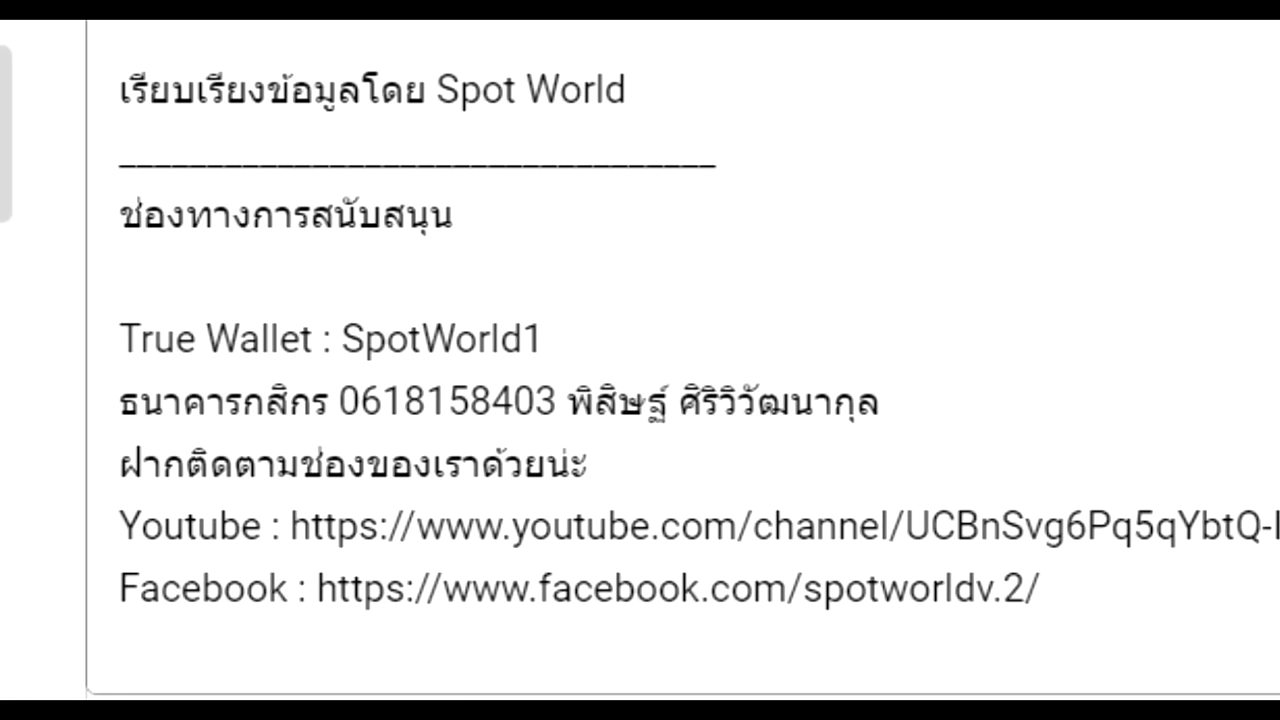 เรียบเรียงข้อมูลโดย Spot World
__________________________________
ช่องทางการสนับสนุน
True Wallet : SpotWorld1
ธนาคารกสิกร 0618158403 พิสิษฐ์ ศิริวิวัฒนากุล
ฝากติดตามช่องของเราด้วยน่ะ
Youtube : https://www.youtube.com/channel/UCBnSvg6Pq5qYbtQ-
Facebook : https://www.facebook.com/spotworldv.2/